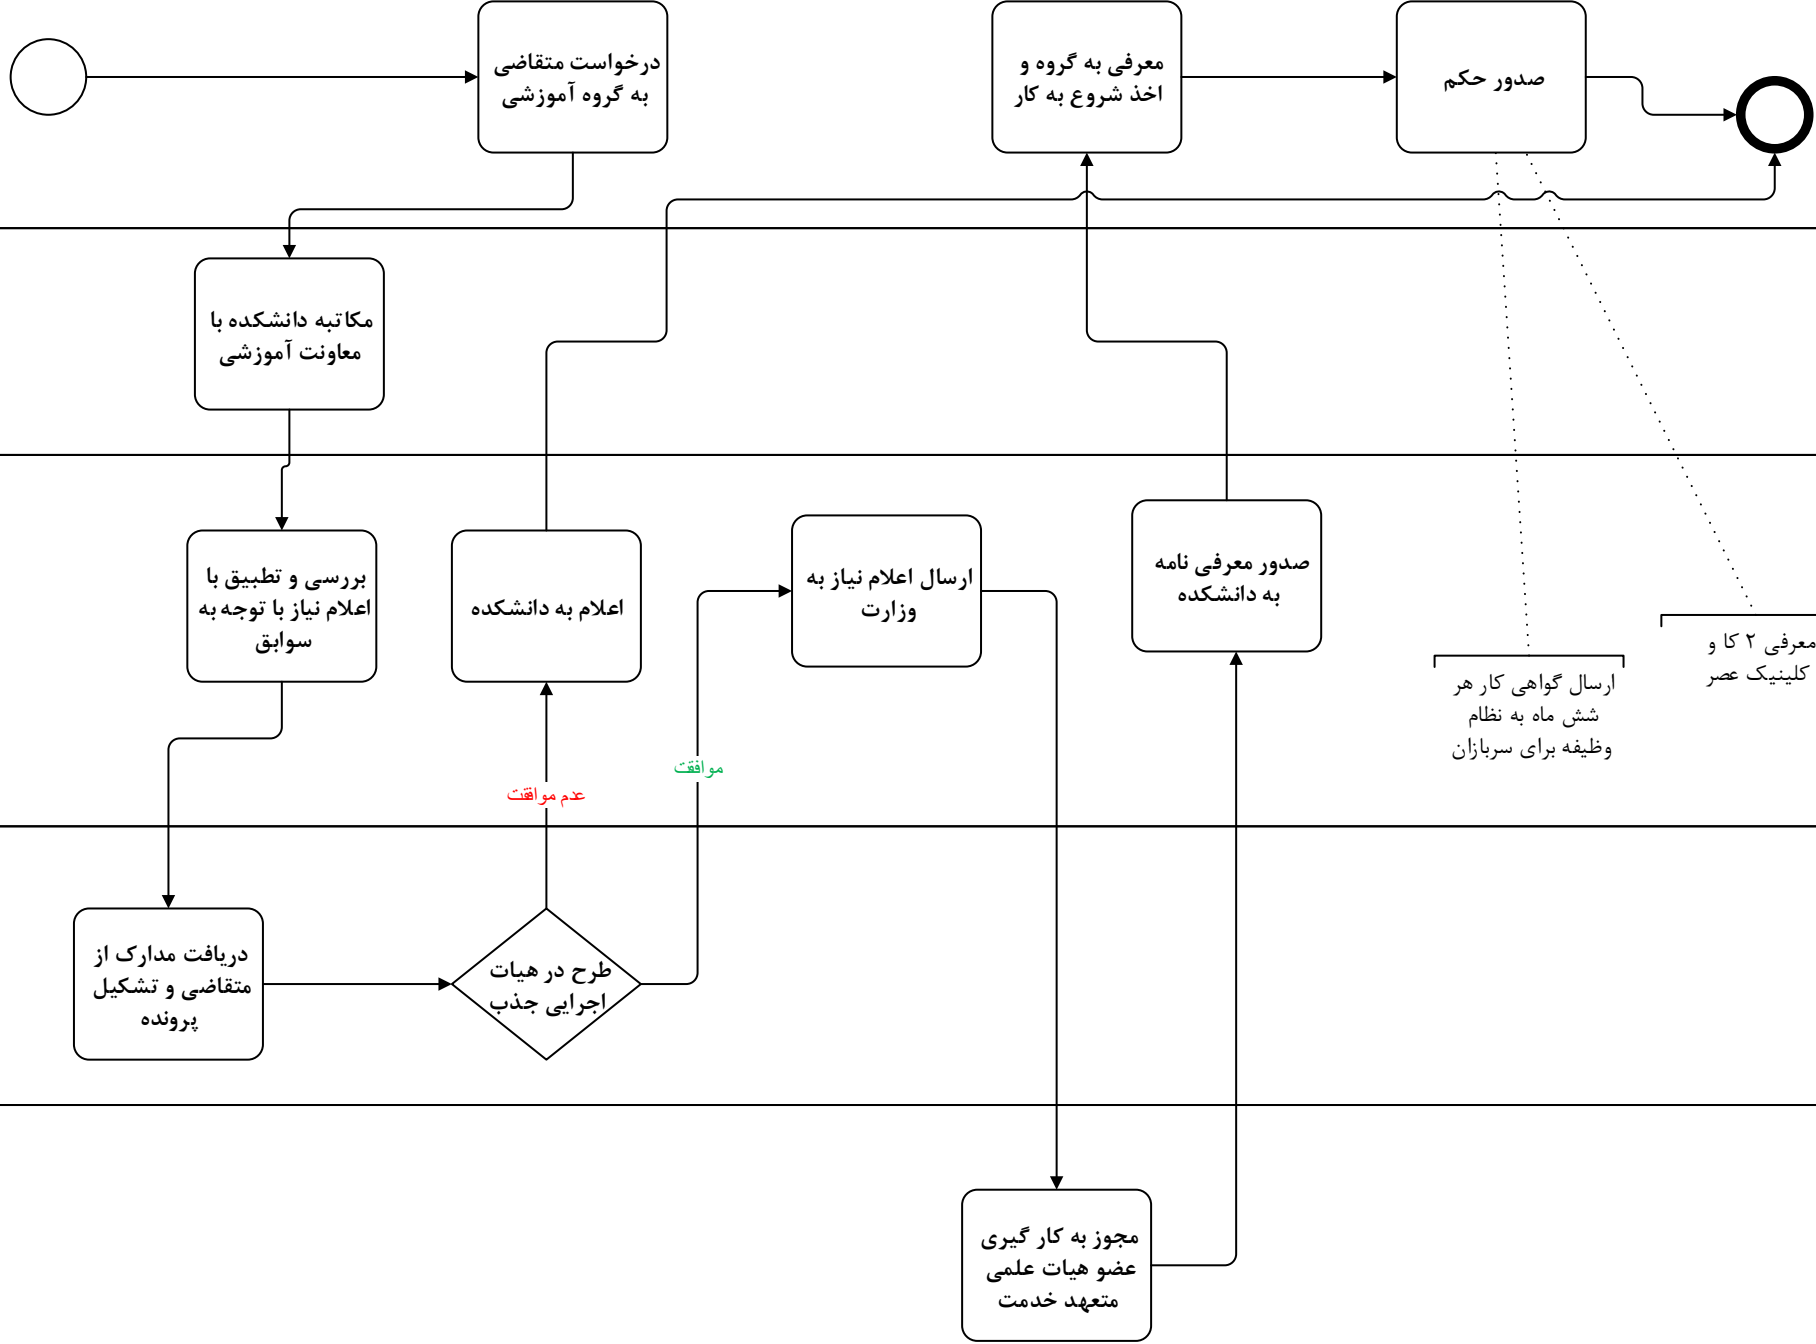 درخواست متقاضی
به گروه آموزشی
معرفی به گروه و
اخذ شروع به کار
صدور حکم
مکاتبه دانشکده با
معاونت آموزشی
بررسی و تطبیق با
اعلام نیاز با توجه به
سوابق
اعلام به دانشکده
ارسال اعلام نیاز به
وزارت
صدور معرفی نامه
به دانشکده
معرفی ۲ کا و
کلینیک عصر
ارسال گواهی کار هر
شش ماه به نظام
وظیفه برای سربازان
موافقت
عدم موافقت
دریافت مدارک از
متقاضی و تشکیل
پرونده
طرح در هیات
اجرایی جذب
مجوز به کار گیری
عضو هیات علمی
متعهد خدمت